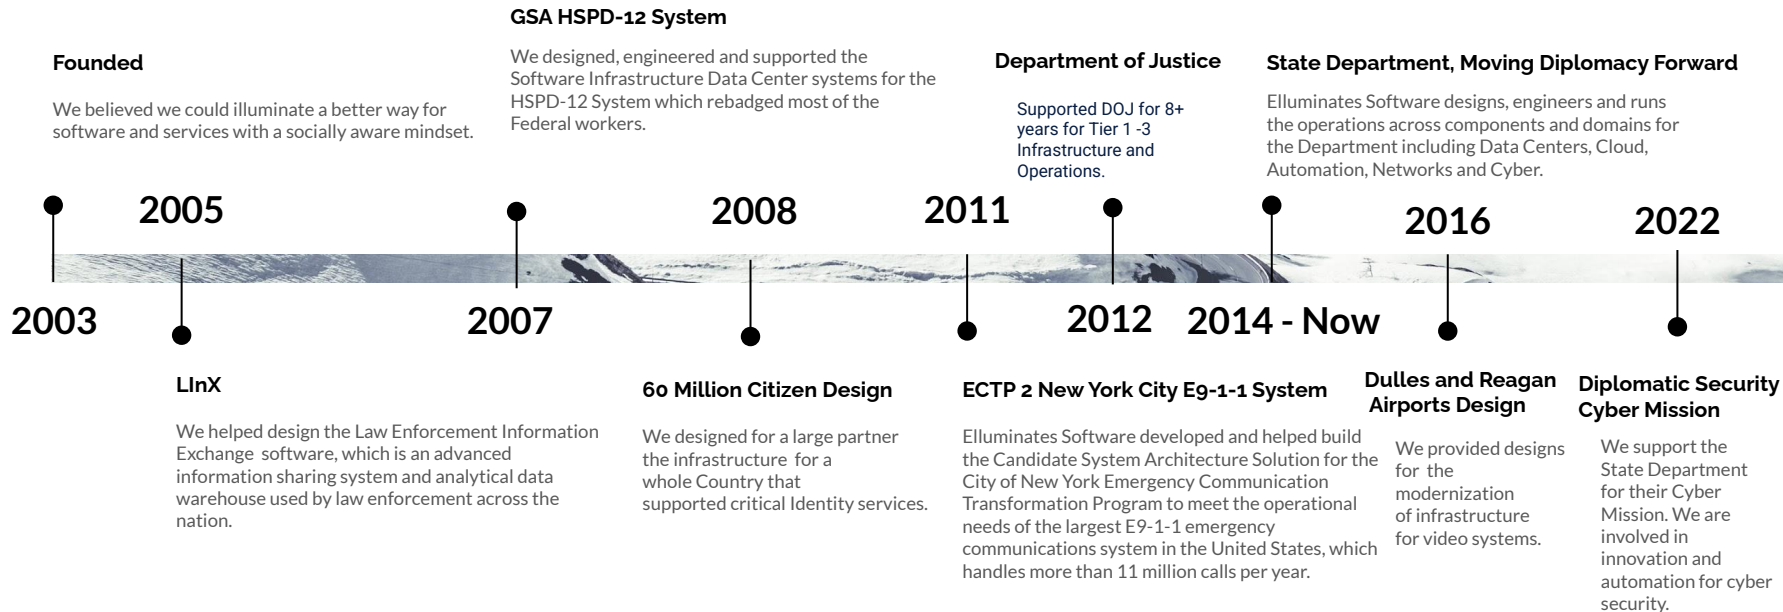 Founded
We believed we could illuminate a better way for
software and services with a socially aware mindset.
2003
2005
LInX
We helped design the Law Enforcement Information
Exchange software, which is an advanced
information sharing system and analytical data
warehouse used by law enforcement across the
nation.
GSA HSPD-12 System
We designed, engineered and supported the
Software Infrastructure Data Center systems for the
HSPD-12 System which rebadged most of the
Federal workers.
2007
2008
60 Million Citizen Design
We designed for a large partner
the infrastructure for a
whole Country that
supported critical Identity services.
2011
ECTP 2 New York City E9-1-1 System
Elluminates Software developed and helped build
the Candidate System Architecture Solution for the
City of New York Emergency Communication
Transformation Program to meet the operational
needs of the largest E9-1-1 emergency
communications system in the United States, which
handles more than 11 million calls per year.
Department of Justice
Supported DOJ for 8+
years for Tier 1 -3
Infrastructure and
Operations.
2012
State Department, Moving Diplomacy Forward
Elluminates Software designs, engineers and runs
the operations across components and domains for
the Department including Data Centers, Cloud,
Automation, Networks and Cyber.
2014 - Now
2016
Dulles and Reagan
Airports Design
We provided designs
for the
modernization
of infrastructure
for video systems.
2022
Diplomatic Security
Cyber Mission
We support the
State Department
for their Cyber
Mission. We are
involved in
innovation and
automation for cyber
security.